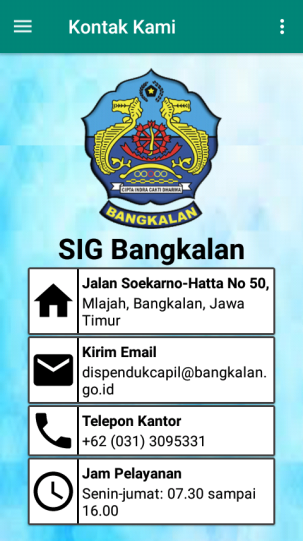 Kontak Kami
CIPTA INDRA CAKTI DHARMA
BANGKALAN
SIG Bangkalan
Jalan Soekarno-Hatta No 50,
Mlajah, Bangkalan, Jawa
Timur
Kirim Email
dispendukcapil@bangkalan.
go.id
Telepon Kantor
+62 (031) 3095331
Jam Pelayanan
Senin-jumat: 07.30 sampai
16.00